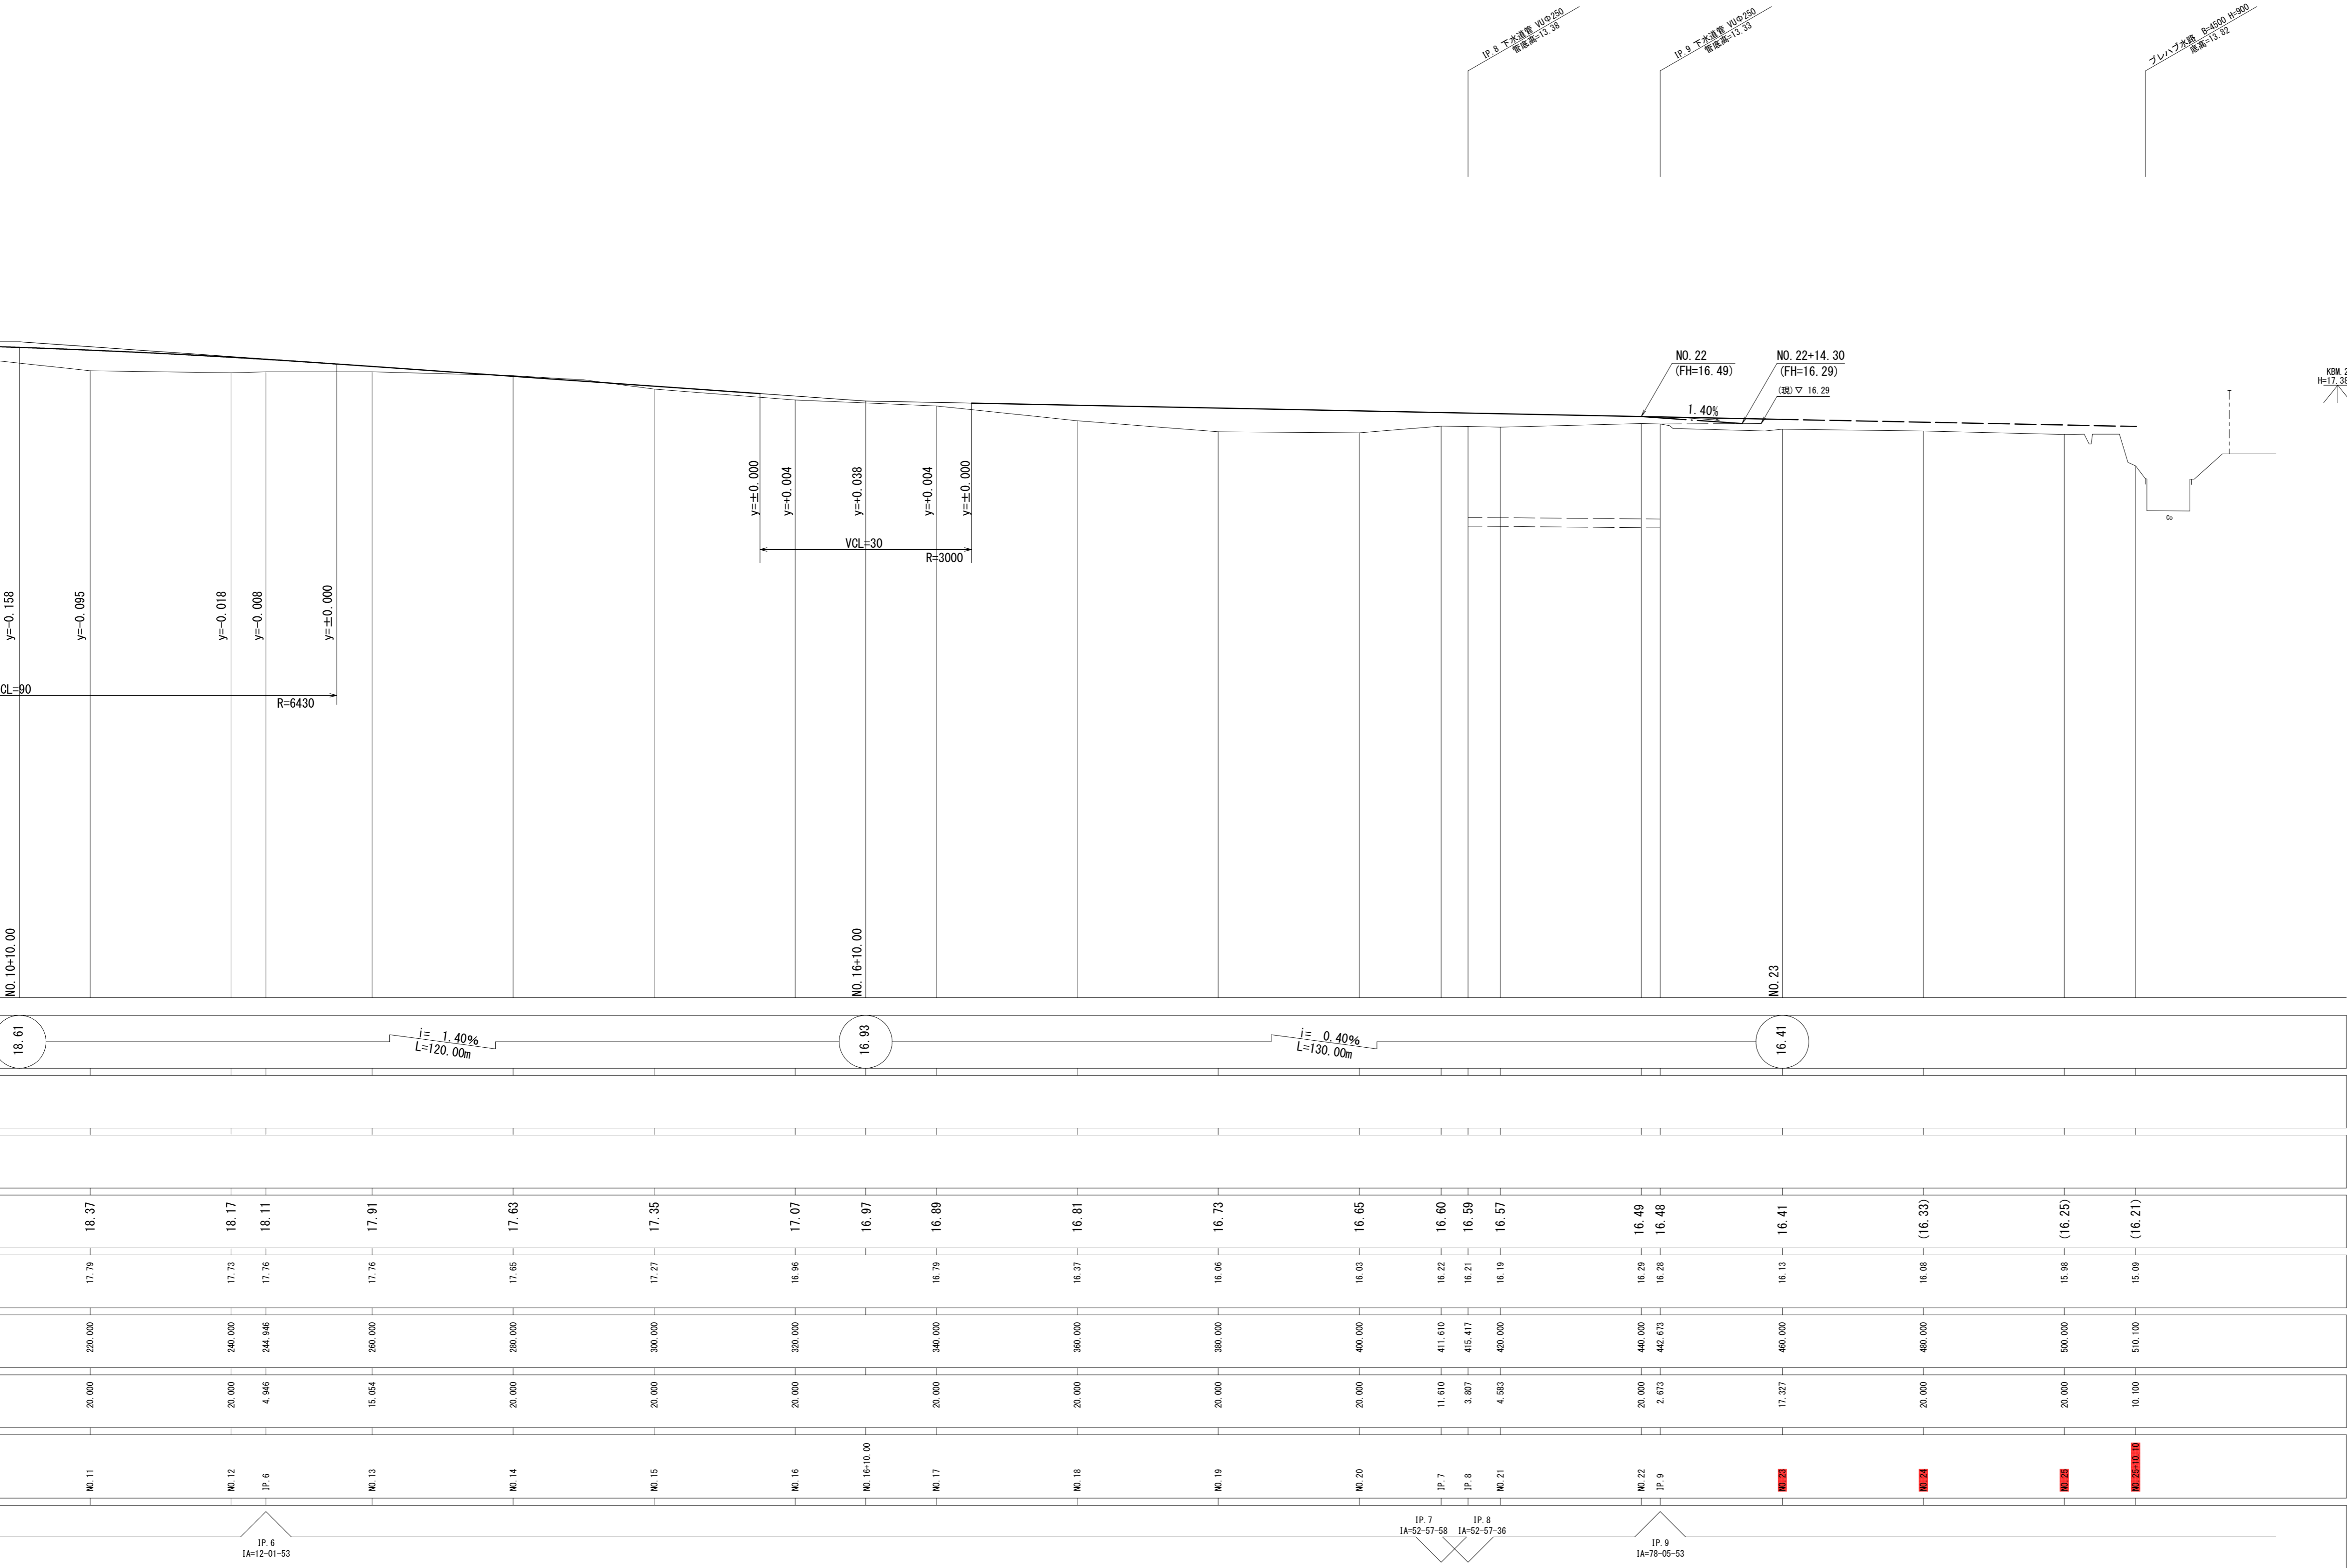 IP.8 下水道管 VUΦ250
管底高=13.38
IP.9 下水道管 VUΦ250
管底高=13.33
プレハブ水路 B=4500 H=900
底高=13.82
NO.22
(FH=16.49)
NO.22+14.30
(FH=16.29)
(現)▽ 16.29
1.40%
KBM.2
H=17.38
Co
y=±0.000
y=+0.004
y=+0.038
y=+0.004
y=±0.000
VCL=30
R=3000
y=-0.158
y=-0.095
y=-0.018
y=-0.008
y=±0.000
CL=90
R=6430
NO.10+10.00
NO.16+10.00
NO.23
18.61
i= 1.40%
L=120.00m
16.93
i= 0.40%
L=130.00m
16.41
18.37 18.17 18.11 17.91 17.63 17.35 17.07 16.97 16.89 16.81 16.73 16.65 16.60 16.59 16.57 16.49 16.48 16.41 (16.33) (16.25) (16.21)
17.79 17.73 17.76 17.76 17.65 17.27 16.96 16.79 16.37 16.06 16.03 16.22 16.21 16.19 16.29 16.28 16.13 16.08 15.98 15.09
220.000 240.000 244.946 260.000 280.000 300.000 320.000 340.000 360.000 380.000 400.000 411.610 415.417 420.000 440.000 442.673 460.000 480.000 500.000 510.100
20.000 20.000 4.946 15.054 20.000 20.000 20.000 20.000 20.000 20.000 20.000 11.610 3.807 4.583 20.000 2.673 17.327 20.000 20.000 10.100
NO.11 NO.12 IP.6 NO.13 NO.14 NO.15 NO.16 NO.16+10.00 NO.17 NO.18 NO.19 NO.20 IP.7 IP.8 NO.21 NO.22 IP.9 NO.23 NO.24 NO.25 NO.25+10.10
IP.6
IA=12-01-53
IP.7
IA=52-57-58
IP.8
IA=52-57-36
IP.9
IA=78-05-53